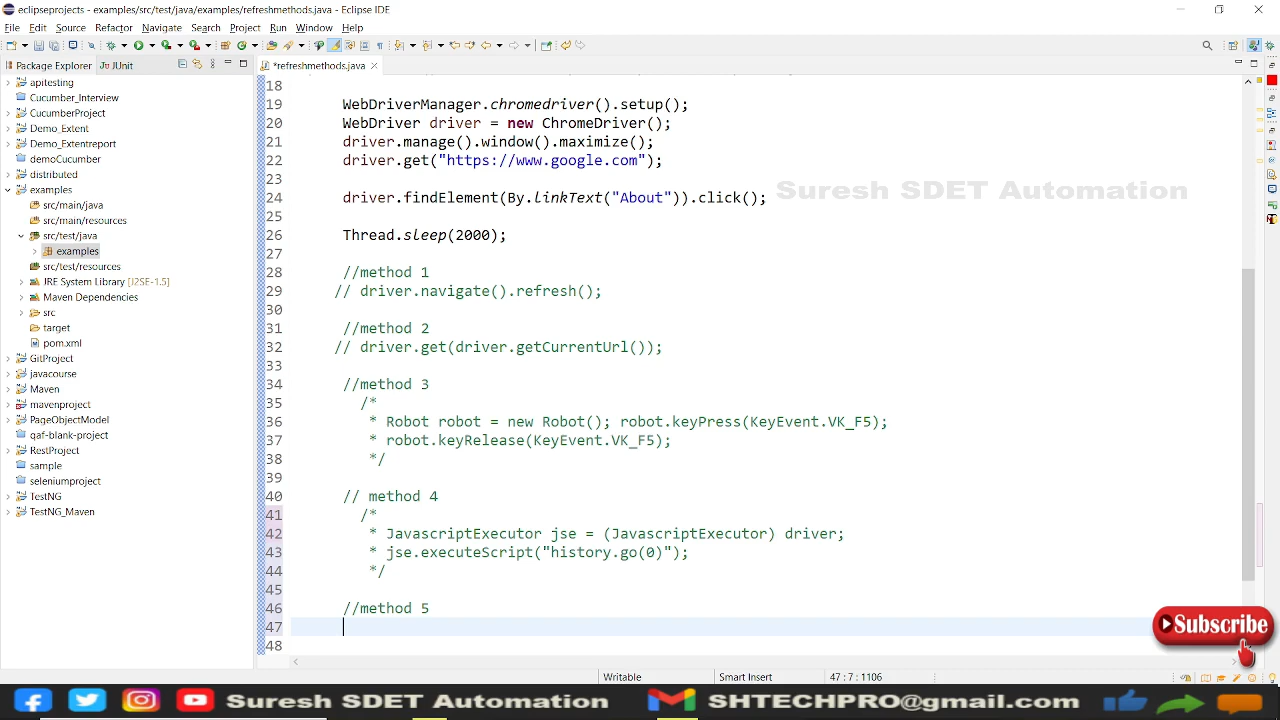 eclipseprojects - examples/src/test/java/examples/refreshmethods.java - Eclipse IDE
File Edit Source Refactor Navigate Search Project Run Window Help
Package Explorer JUnit
*refreshmethods.java
apitesting
Cucumber_Interview
CucumberProject
Demo_Extent
Demo_Extentreport
demoCucumber
distributed
examples
src/main/java
src/main/resources
src/test/java
examples
src/test/resources
JRE System Library [J2SE-1.5]
Maven Dependencies
src
target
pom.xml
GitProject
javacourse
Maven
mavenproject
PageObjectModel
qaf-blank-project
RestProject
sample
seleniumproject
TestNG
TestNG_Maven
18
19 WebDriverManager.chromedriver().setup();
20 WebDriver driver = new ChromeDriver();
21 driver.manage().window().maximize();
22 driver.get("https://www.google.com");
23
24 driver.findElement(By.linkText("About")).click();
25
26 Thread.sleep(2000);
27
28 //method 1
29 // driver.navigate().refresh();
30
31 //method 2
32 // driver.get(driver.getCurrentUrl());
33
34 //method 3
35 /*
36 * Robot robot = new Robot(); robot.keyPress(KeyEvent.VK_F5);
37 * robot.keyRelease(KeyEvent.VK_F5);
38 */
39
40 // method 4
41 /*
42 * JavascriptExecutor jse = (JavascriptExecutor) driver;
43 * jse.executeScript("history.go(0)");
44 */
45
46 //method 5
47
48
Suresh SDET Automation
Subscribe
Writable Smart Insert 47 : 7 : 1106
Suresh SDET Automation SHTECHPRO@gmail.com